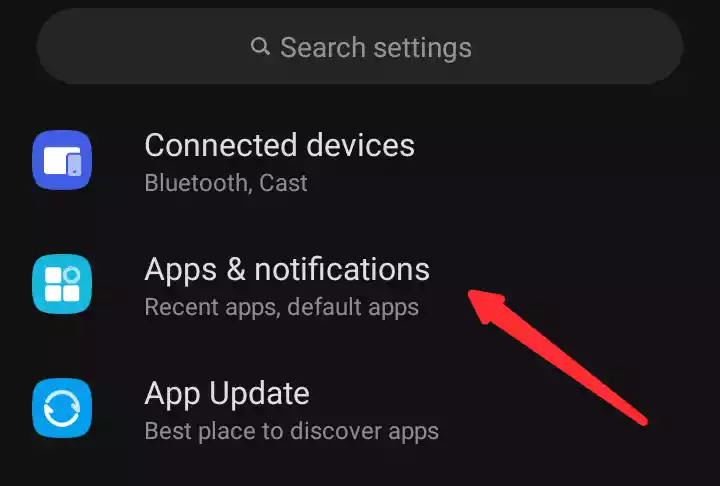 Search settings
Connected devices
Bluetooth, Cast
Apps & notifications
Recent apps, default apps
App Update
Best place to discover apps